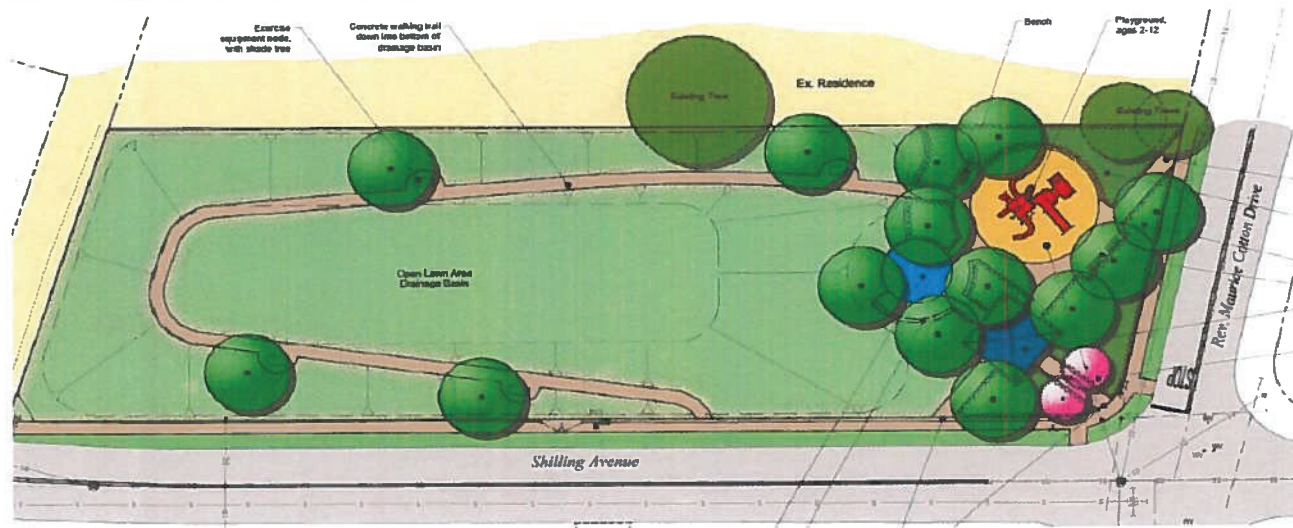 Exercise
equipment node,
with shade tree
Concrete walking trail
down into bottom of
drainage basin
Bench
Playground,
ages 2-12
Existing Tree
Ex. Residence
Existing Trees
Open Lawn Area
Drainage Basin
Rev. Maurice Cotton Drive
STOP
Shilling Avenue